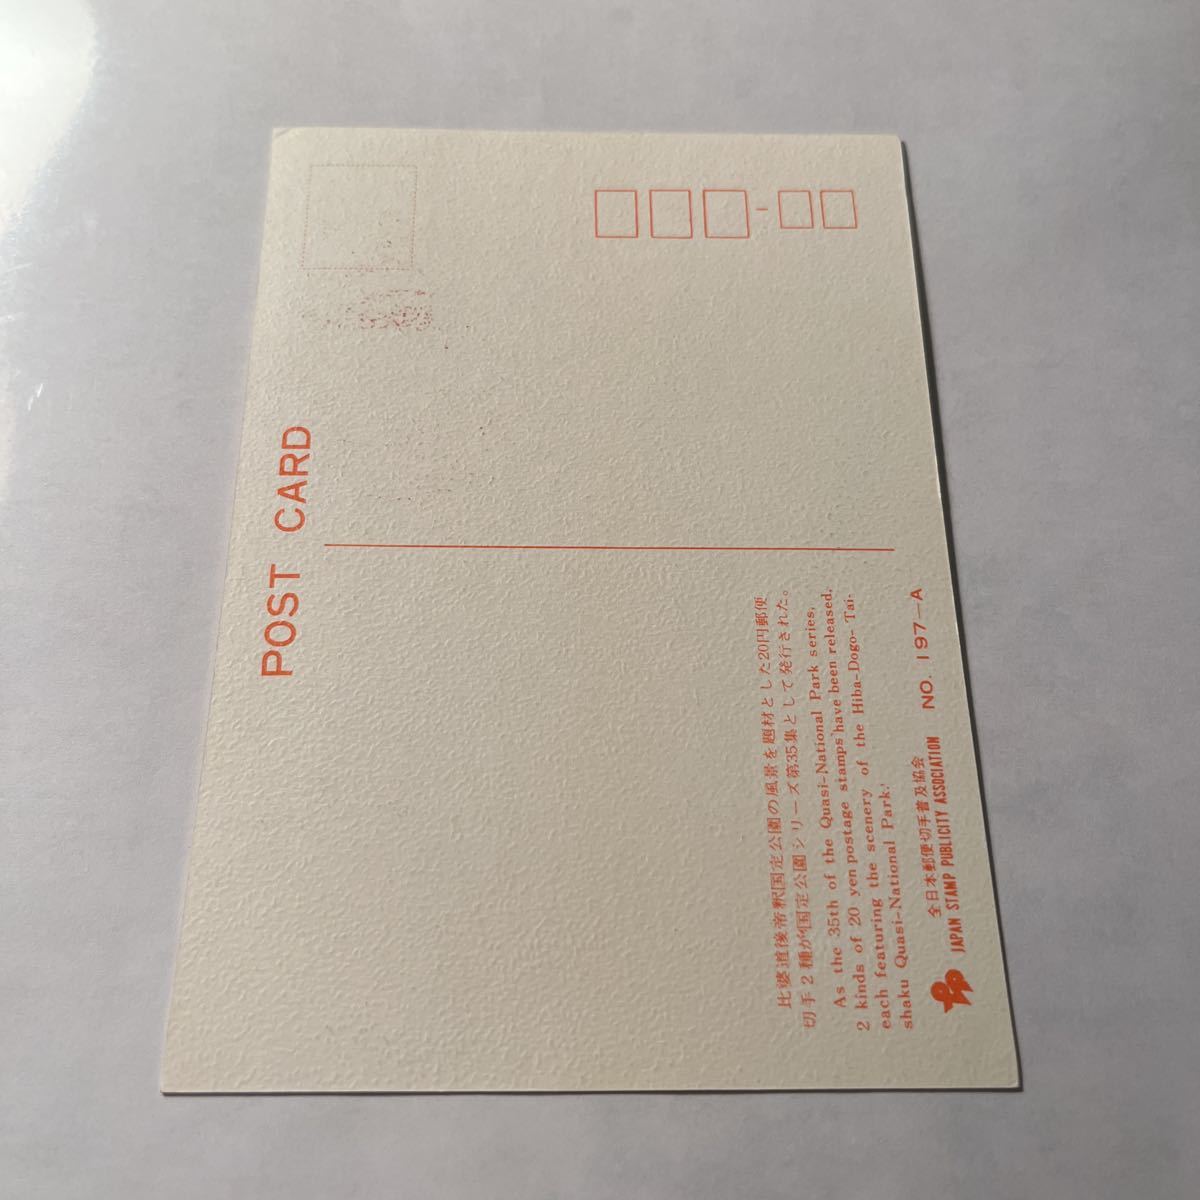 POST CARD
比婆道後帝釈国定公園の風景を題材とした20円郵便
切手2種が国定公園シリーズ第35集として発行された。
As the 35th of the Quasi-National Park series,
2 kinds of 20 yen postage stamps have been released,
each featuring the scenery of the Hiba-Dogo-Tai-
shaku Quasi-National Park.
全日本郵便切手普及協会
JAPAN STAMP PUBLICITY ASSOCIATION NO. 197-A